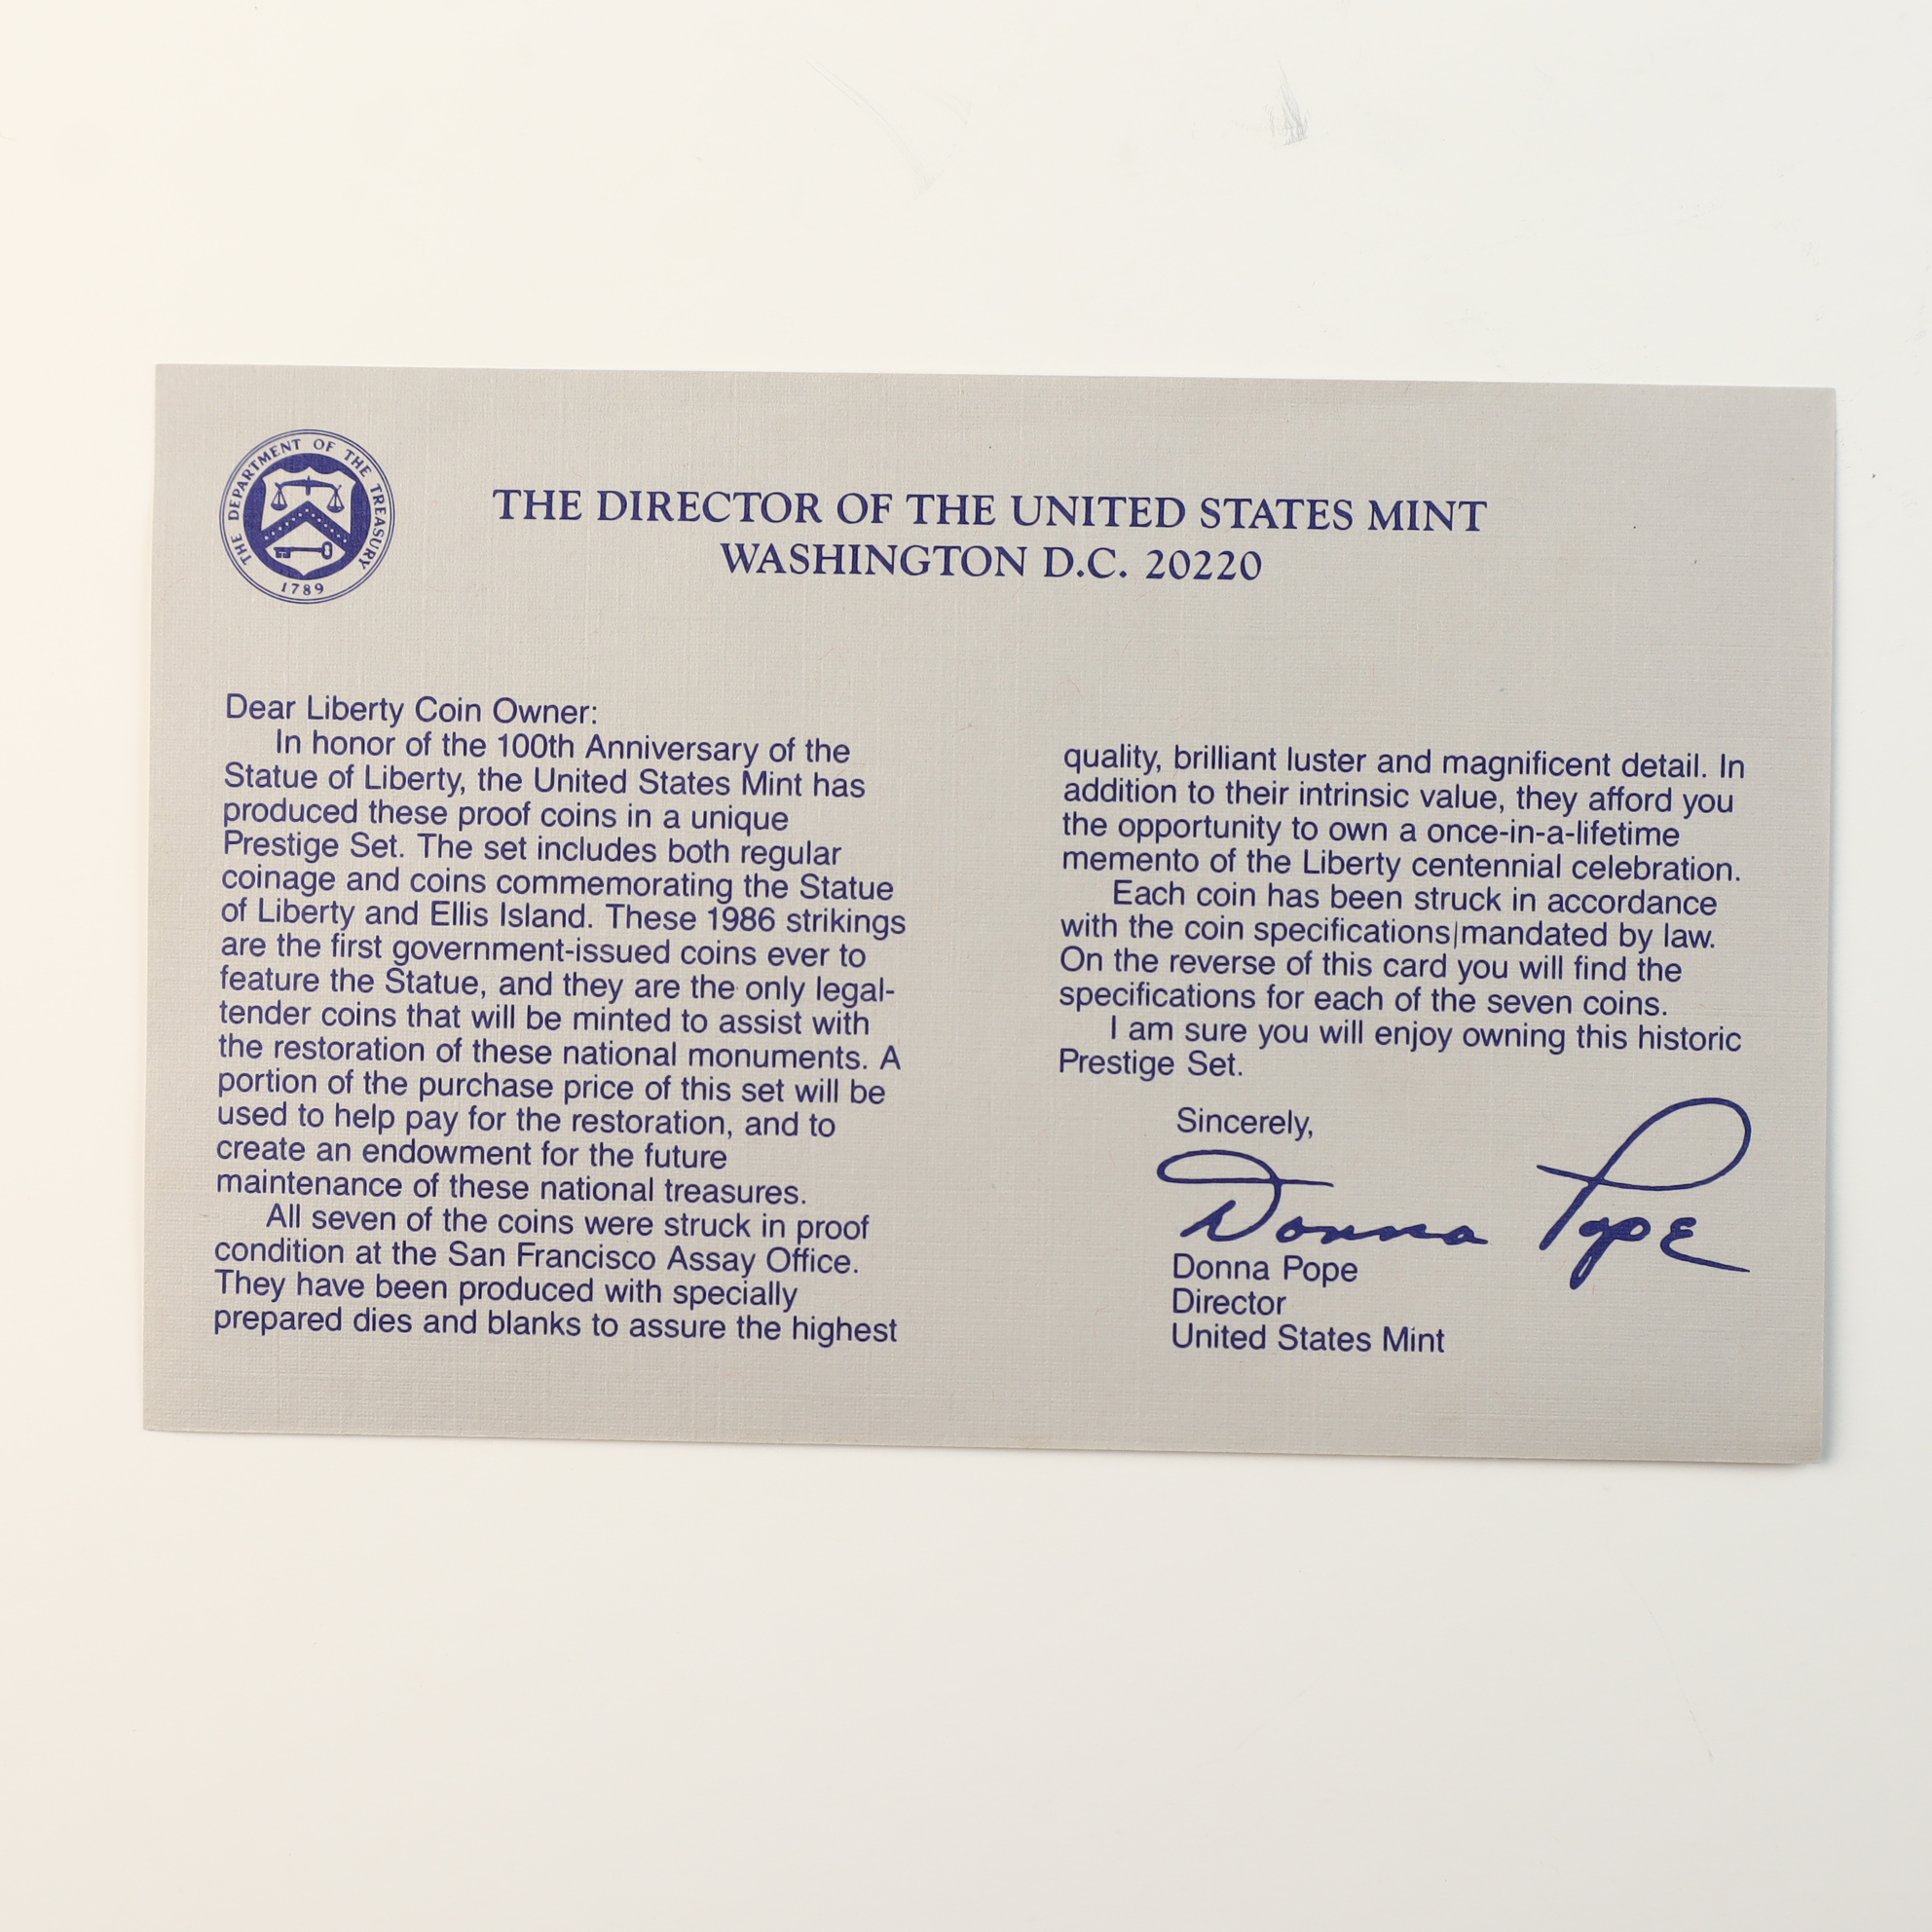 THE DEPARTMENT OF THE TREASURY
1789
THE DIRECTOR OF THE UNITED STATES MINT
WASHINGTON D.C. 20220
Dear Liberty Coin Owner:
In honor of the 100th Anniversary of the
Statue of Liberty, the United States Mint has
produced these proof coins in a unique
Prestige Set. The set includes both regular
coinage and coins commemorating the Statue
of Liberty and Ellis Island. These 1986 strikings
are the first government-issued coins ever to
feature the Statue, and they are the only legal-
tender coins that will be minted to assist with
the restoration of these national monuments. A
portion of the purchase price of this set will be
used to help pay for the restoration, and to
create an endowment for the future
maintenance of these national treasures.
All seven of the coins were struck in proof
condition at the San Francisco Assay Office.
They have been produced with specially
prepared dies and blanks to assure the highest
quality, brilliant luster and magnificent detail. In
addition to their intrinsic value, they afford you
the opportunity to own a once-in-a-lifetime
memento of the Liberty centennial celebration.
Each coin has been struck in accordance
with the coin specifications|mandated by law.
On the reverse of this card you will find the
specifications for each of the seven coins.
I am sure you will enjoy owning this historic
Prestige Set.
Sincerely,
Donna Pope
Donna Pope
Director
United States Mint